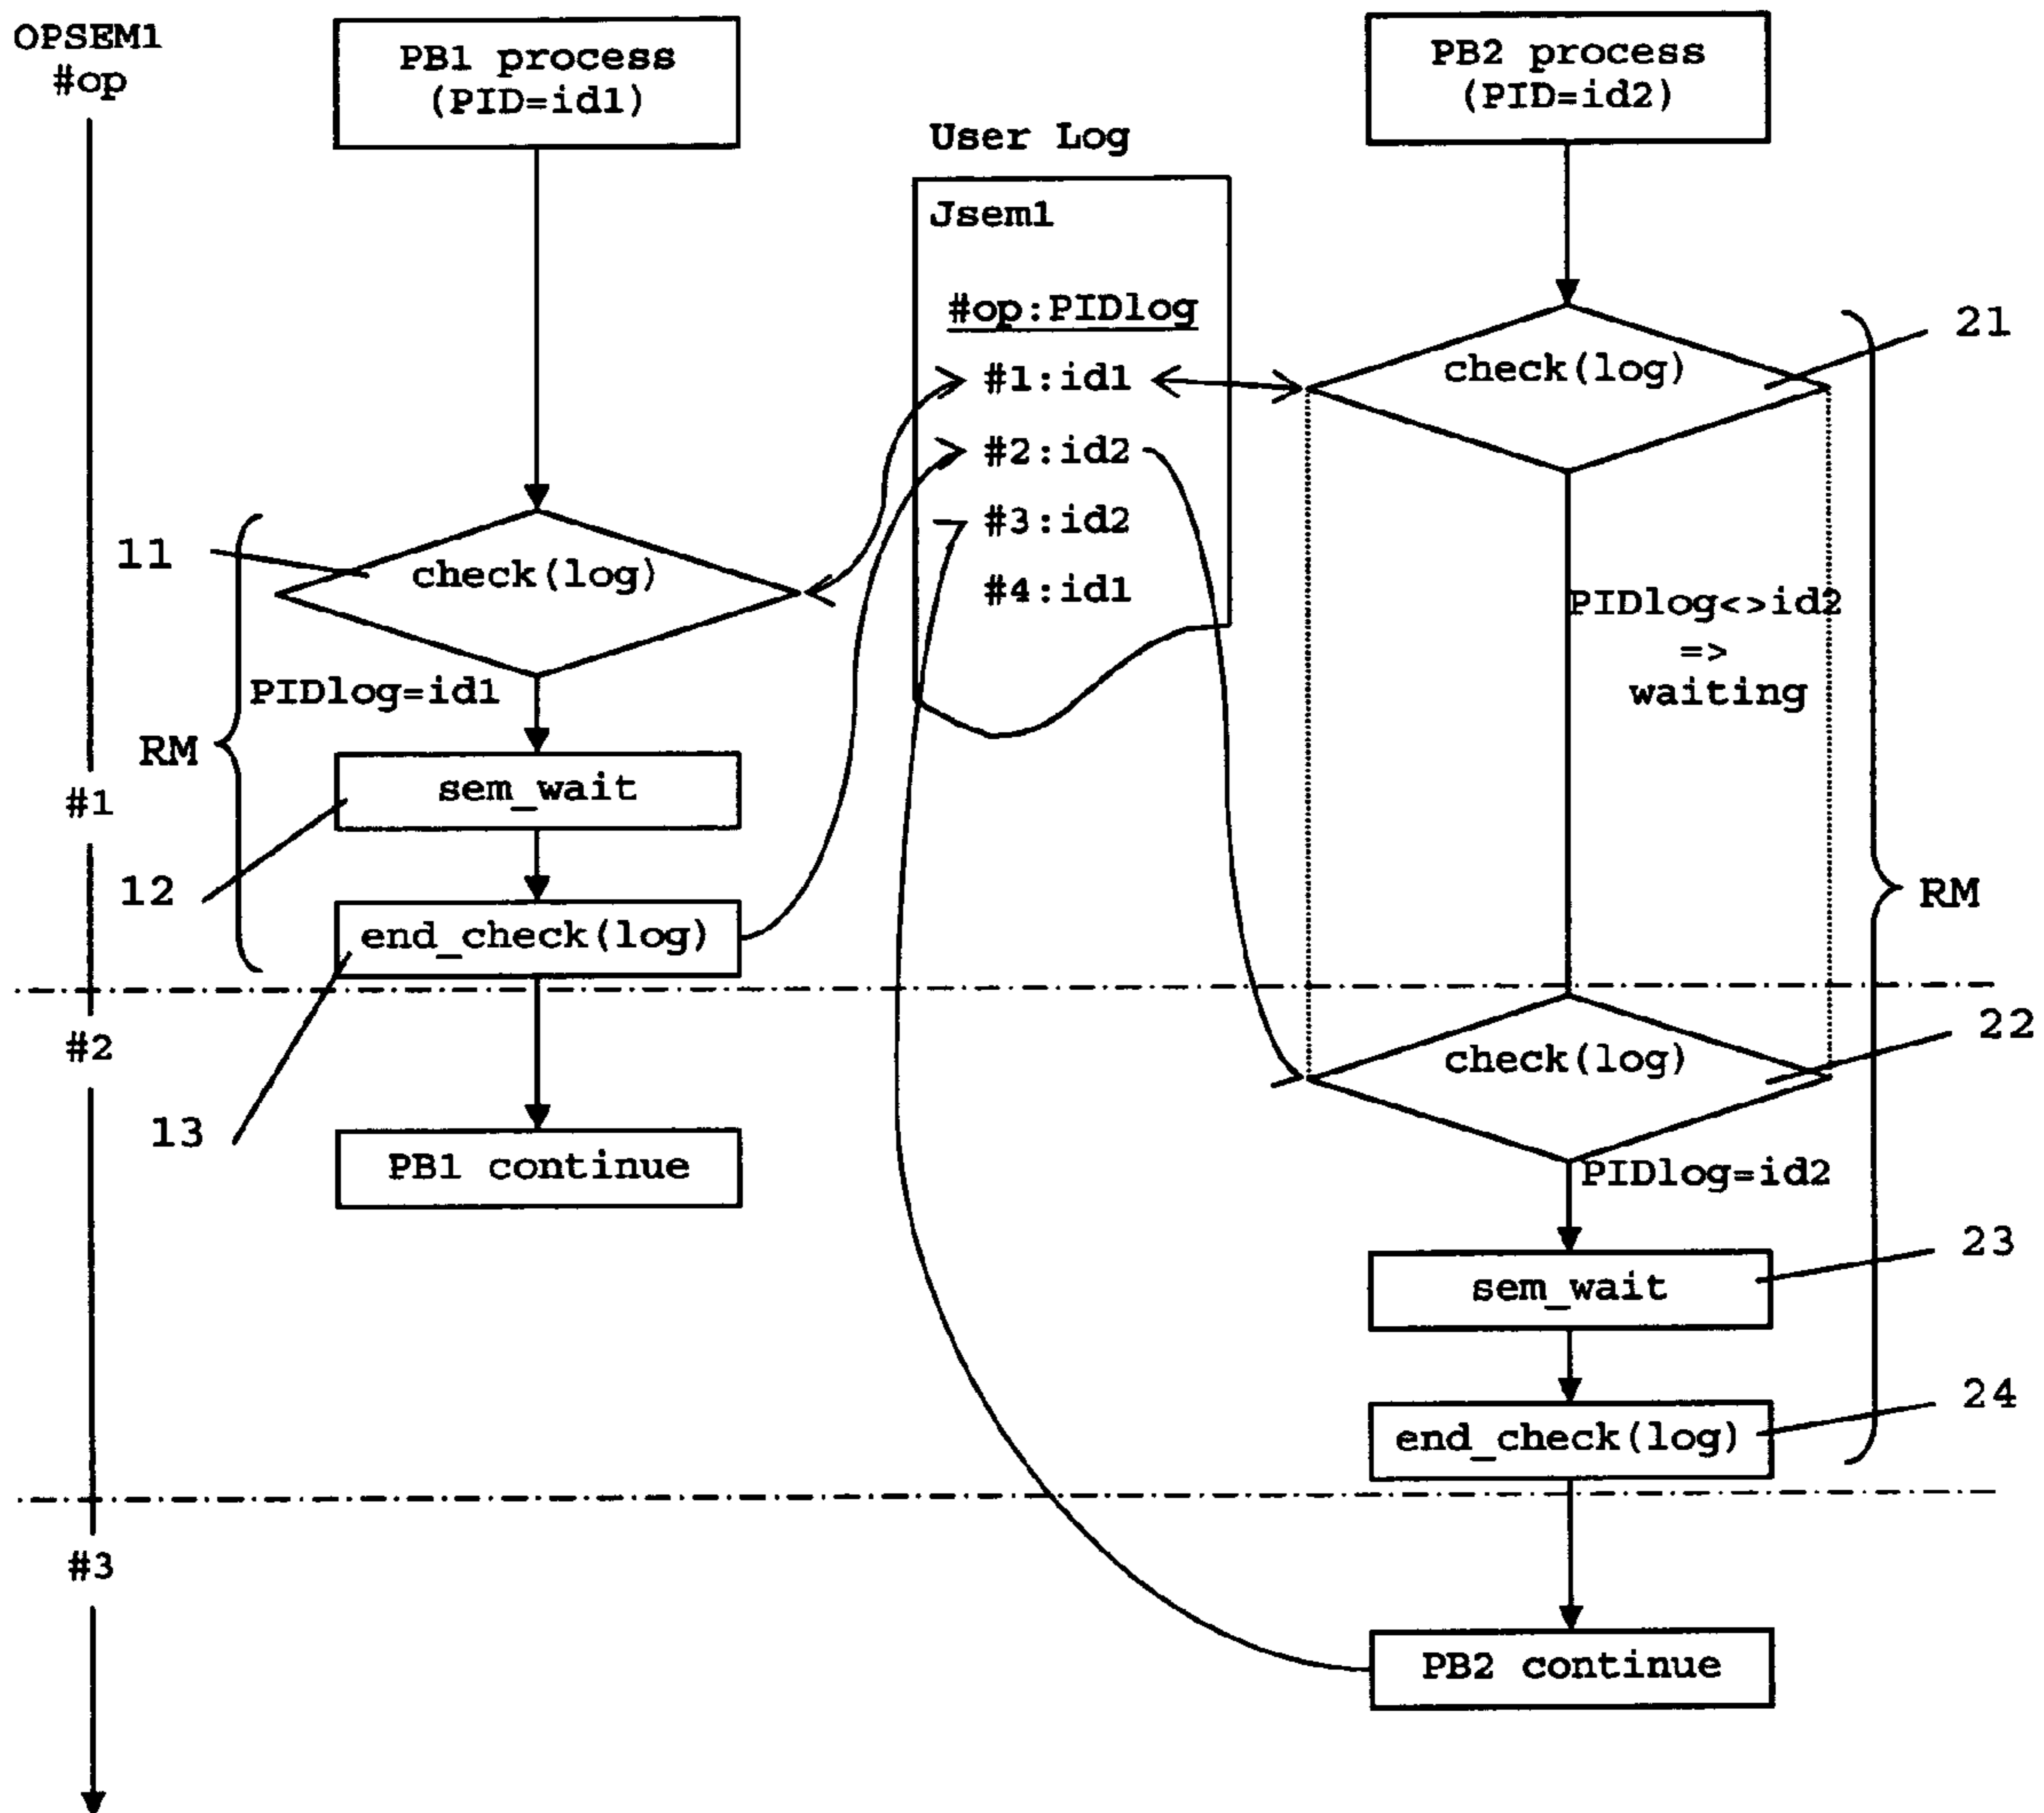 OPSEM1
#op
PB1 process
(PID=id1)
PB2 process
(PID=id2)
User Log
Jsem1
#op:PIDlog
#1:id1
#2:id2
#3:id2
#4:id1
check(log)
21
11
check(log)
PIDlog<>id2
=>
waiting
PIDlog=id1
RM
#1
sem_wait
12
end_check(log)
RM
#2
check(log)
22
13
PB1 continue
PIDlog=id2
23
sem_wait
24
end_check(log)
#3
PB2 continue